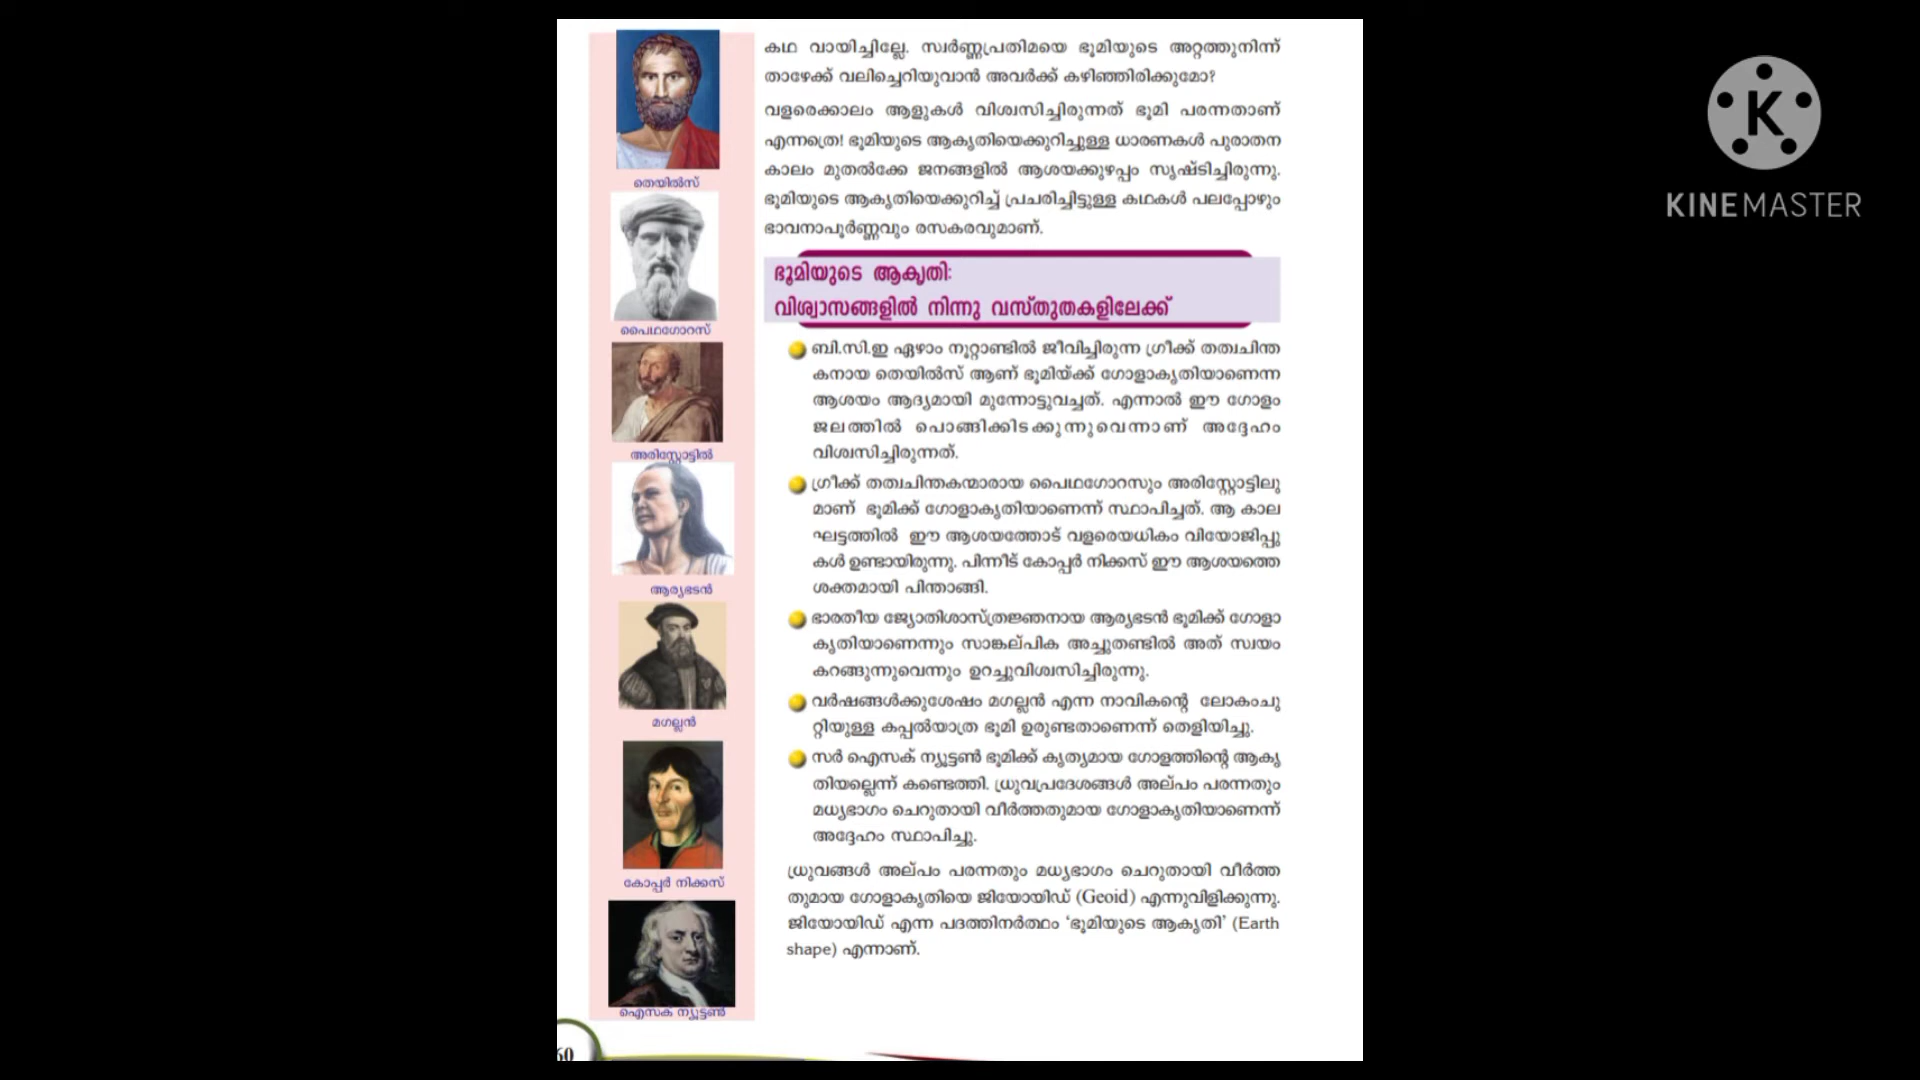 കഥ വായിച്ചില്ലേ. സ്വർണ്ണപ്രതിമയെ ഭൂമിയുടെ അറ്റത്തുനിന്ന്
താഴേക്ക് വലിച്ചെറിയുവാൻ അവർക്ക് കഴിഞ്ഞിരിക്കുമോ?
വളരെക്കാലം ആളുകൾ വിശ്വസിച്ചിരുന്നത് ഭൂമി പരന്നതാണ്
എന്നത്രെ! ഭൂമിയുടെ ആകൃതിയെക്കുറിച്ചുള്ള ധാരണകൾ പുരാതന
കാലം മുതൽക്കേ ജനങ്ങളിൽ ആശയക്കുഴപ്പം സൃഷ്ടിച്ചിരുന്നു.
ഭൂമിയുടെ ആകൃതിയെക്കുറിച്ച് പ്രചരിച്ചിട്ടുള്ള കഥകൾ പലപ്പോഴും
ഭാവനാപൂർണ്ണവും രസകരവുമാണ്.
ഭൂമിയുടെ ആകൃതി:
വിശ്വാസങ്ങളിൽ നിന്നു വസ്തുതകളിലേക്ക്
ബി.സി.ഇ ഏഴാം നൂറ്റാണ്ടിൽ ജീവിച്ചിരുന്ന ഗ്രീക്ക് തത്വചിന്ത
കനായ തെയിൽസ് ആണ് ഭൂമിയ്ക്ക് ഗോളാകൃതിയാണെന്ന
ആശയം ആദ്യമായി മുന്നോട്ടുവച്ചത്. എന്നാൽ ഈ ഗോളം
ജലത്തിൽ പൊങ്ങിക്കിടക്കുന്നുവെന്നാണ് അദ്ദേഹം
വിശ്വസിച്ചിരുന്നത്.
ഗ്രീക്ക് തത്വചിന്തകന്മാരായ പൈഥഗോറസും അരിസ്റ്റോട്ടിലു
മാണ് ഭൂമിക്ക് ഗോളാകൃതിയാണെന്ന് സ്ഥാപിച്ചത്. ആ കാല
ഘട്ടത്തിൽ ഈ ആശയത്തോട് വളരെയധികം വിയോജിപ്പു
കൾ ഉണ്ടായിരുന്നു. പിന്നീട് കോപ്പർ നിക്കസ് ഈ ആശയത്തെ
ശക്തമായി പിന്താങ്ങി.
ഭാരതീയ ജ്യോതിശാസ്ത്രജ്ഞനായ ആര്യഭടൻ ഭൂമിക്ക് ഗോളാ
കൃതിയാണെന്നും സാങ്കല്പിക അച്ചുതണ്ടിൽ അത് സ്വയം
കറങ്ങുന്നുവെന്നും ഉറച്ചുവിശ്വസിച്ചിരുന്നു.
വർഷങ്ങൾക്കുശേഷം മഗല്ലൻ എന്ന നാവികന്റെ ലോകംചു
റ്റിയുള്ള കപ്പൽയാത്ര ഭൂമി ഉരുണ്ടതാണെന്ന് തെളിയിച്ചു.
സർ ഐസക് ന്യൂട്ടൺ ഭൂമിക്ക് കൃത്യമായ ഗോളത്തിന്റെ ആകൃ
തിയല്ലെന്ന് കണ്ടെത്തി. ധ്രുവപ്രദേശങ്ങൾ അല്പം പരന്നതും
മധ്യഭാഗം ചെറുതായി വീർത്തതുമായ ഗോളാകൃതിയാണെന്ന്
അദ്ദേഹം സ്ഥാപിച്ചു.
ധ്രുവങ്ങൾ അല്പം പരന്നതും മധ്യഭാഗം ചെറുതായി വീർത്ത
തുമായ ഗോളാകൃതിയെ ജിയോയിഡ് (Geoid) എന്നുവിളിക്കുന്നു.
ജിയോയിഡ് എന്ന പദത്തിനർത്ഥം ‘ഭൂമിയുടെ ആകൃതി’ (Earth
shape) എന്നാണ്.
തെയിൽസ്
പൈഥഗോറസ്
അരിസ്റ്റോട്ടിൽ
ആര്യഭടൻ
മഗല്ലൻ
കോപ്പർ നിക്കസ്
ഐസക് ന്യൂട്ടൺ
60
KINEMASTER